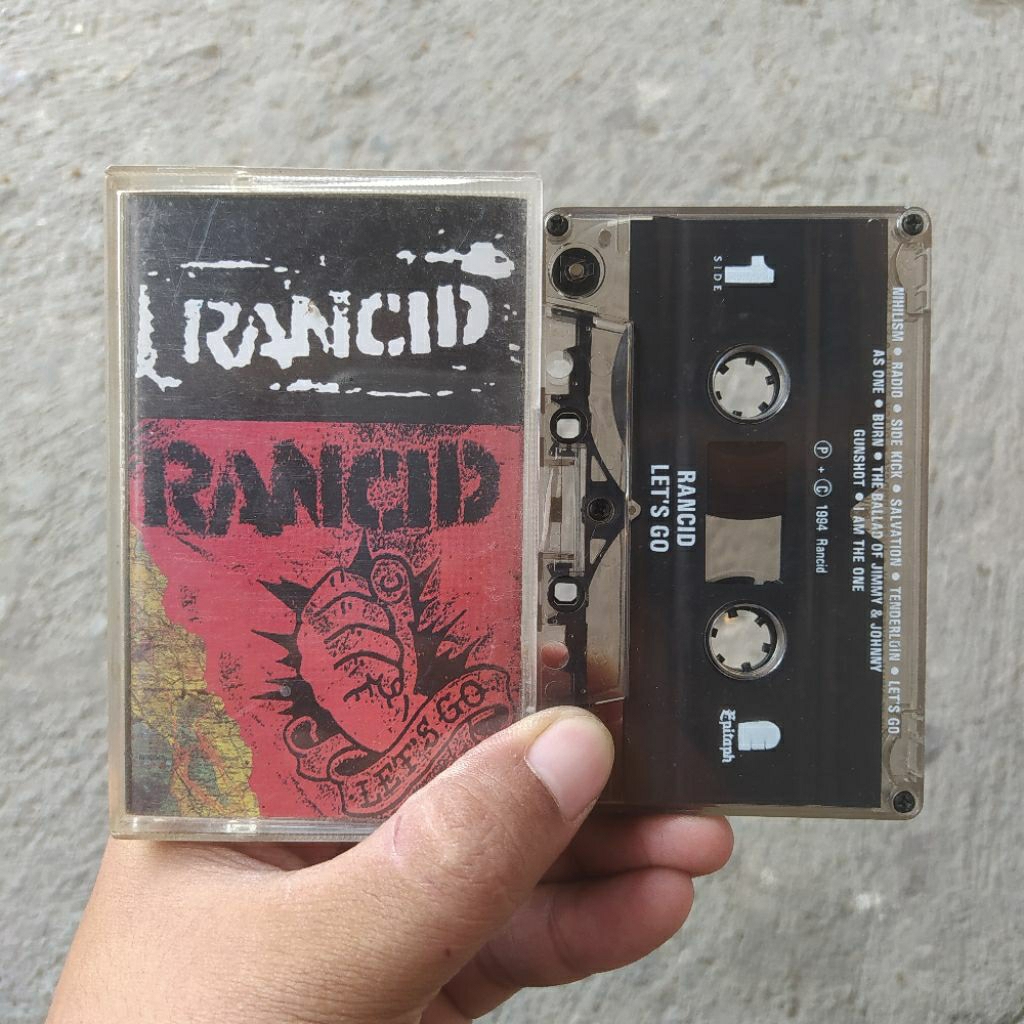 RANCID
RANCID
LET'S GO
SIDE
1
NIHILISM ● RADIO ● SIDE KICK ● SALVATION ● TENDERLOIN ● LET'S GO
AS ONE ● BURN ● THE BALLAD OF JIMMY & JOHNNY
GUNSHOT ● I AM THE ONE
Ⓟ + © 1994 Rancid
RANCID
LET'S GO
Epitaph